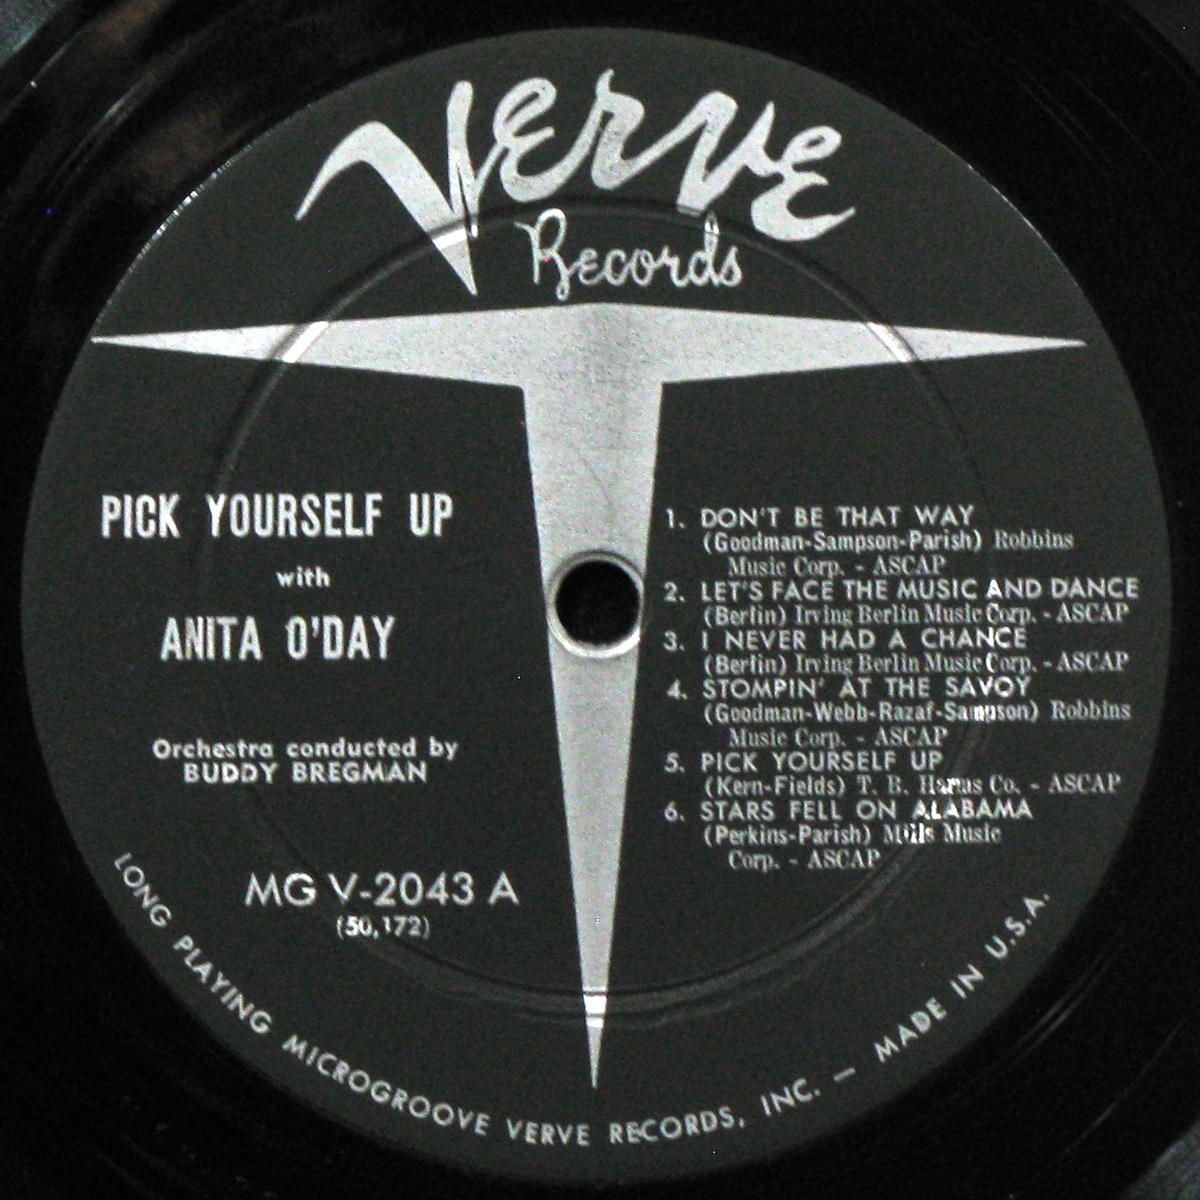 Verve
Records
PICK YOURSELF UP
with
ANITA O'DAY
Orchestra conducted by
BUDDY BREGMAN
MG V-2043 A
(50,172)
1. DON'T BE THAT WAY
(Goodman-Sampson-Parish) Robbins
Music Corp. - ASCAP
2. LET'S FACE THE MUSIC AND DANCE
(Berlin) Irving Berlin Music Corp. - ASCAP
3. I NEVER HAD A CHANCE
(Berlin) Irving Berlin Music Corp. - ASCAP
4. STOMPIN' AT THE SAVOY
(Goodman-Webb-Razaf-Sampson) Robbins
Music Corp. - ASCAP
5. PICK YOURSELF UP
(Kern-Fields) T. B. Harms Co. - ASCAP
6. STARS FELL ON ALABAMA
(Perkins-Parish) Mills Music
Corp. - ASCAP
LONG PLAYING MICROGROOVE VERVE RECORDS, INC. — MADE IN U.S.A.